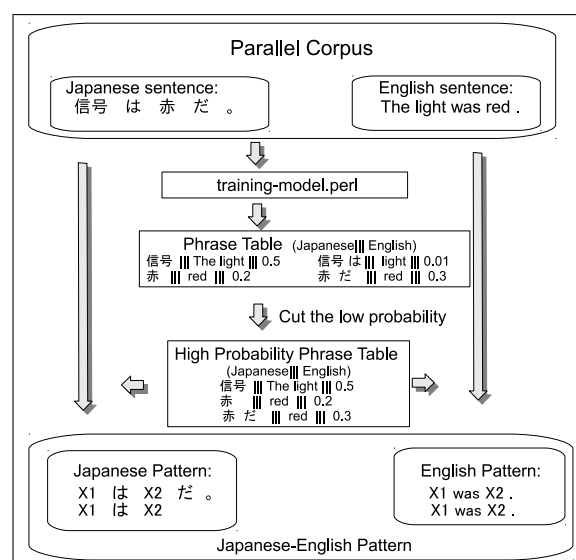 Parallel Corpus
Japanese sentence:
信号 は 赤 だ 。
English sentence:
The light was red .
training-model.perl
Phrase Table (Japanese||| English)
信号 ||| The light ||| 0.5 信号 は ||| light ||| 0.01
赤 ||| red ||| 0.2 赤 だ ||| red ||| 0.3
Cut the low probability
High Probability Phrase Table
(Japanese||| English)
信号 ||| The light ||| 0.5
赤 ||| red ||| 0.2
赤 だ ||| red ||| 0.3
Japanese Pattern:
X1 は X2 だ 。
X1 は X2
English Pattern:
X1 was X2 .
X1 was X2 .
Japanese-English Pattern